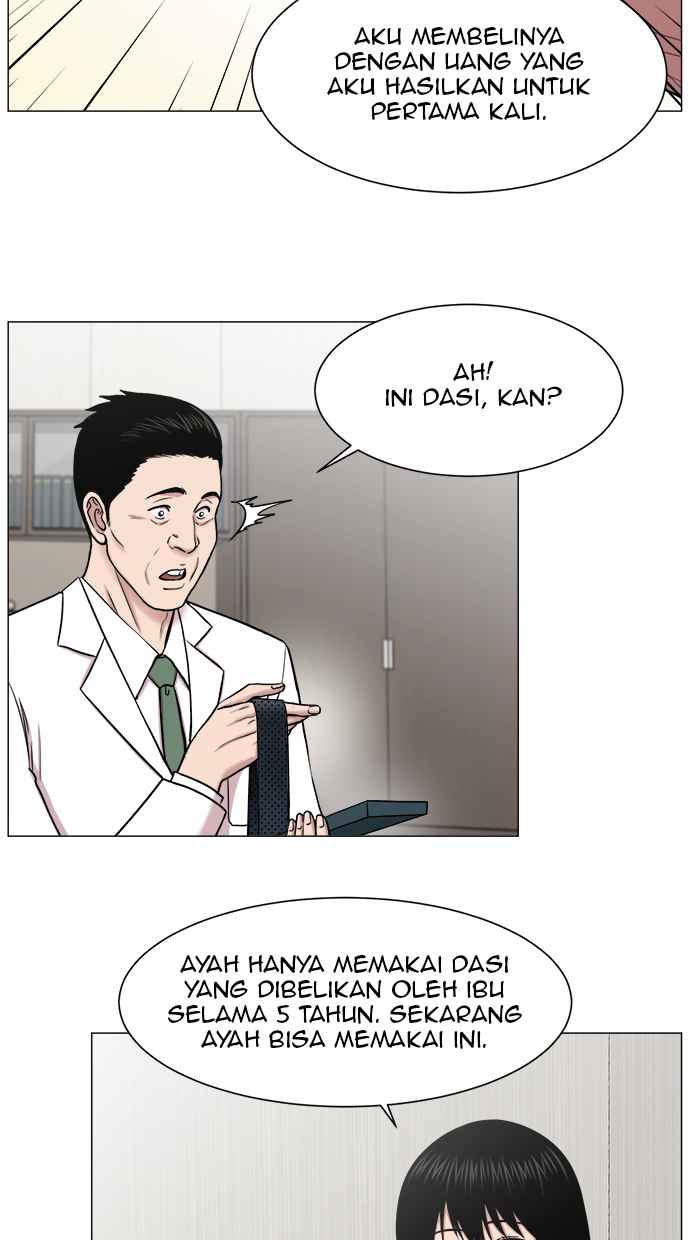 AKU MEMBELINYA
DENGAN UANG YANG
AKU HASILKAN UNTUK
PERTAMA KALI.
AH!
INI DASI, KAN?
AYAH HANYA MEMAKAI DASI
YANG DIBELIKAN OLEH IBU
SELAMA 5 TAHUN. SEKARANG
AYAH BISA MEMAKAI INI.